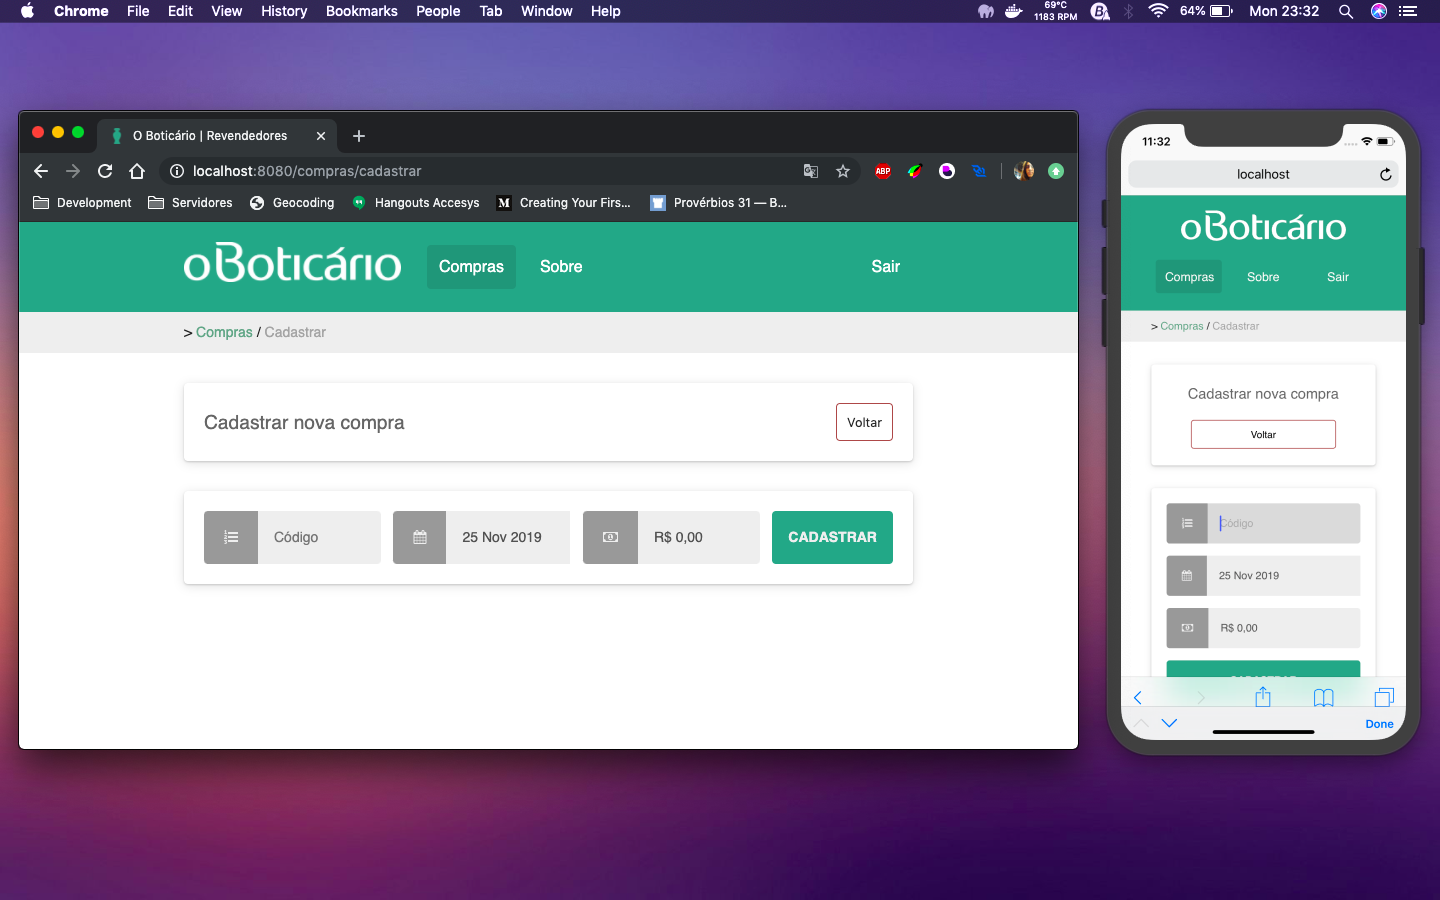 Chrome File Edit View History Bookmarks People Tab Window Help
69°C
1183 RPM
64%
Mon 23:32
O Boticário | Revendedores
localhost:8080/compras/cadastrar
ABP
Development Servidores Geocoding Hangouts Accesys M Creating Your Firs... Provérbios 31 — B...
oBoticário Compras Sobre Sair
> Compras / Cadastrar
Cadastrar nova compra
Voltar
Código
25 Nov 2019
R$ 0,00
CADASTRAR
11:32
localhost
oBoticário
Compras Sobre Sair
> Compras / Cadastrar
Cadastrar nova compra
Voltar
Código
25 Nov 2019
R$ 0,00
Done